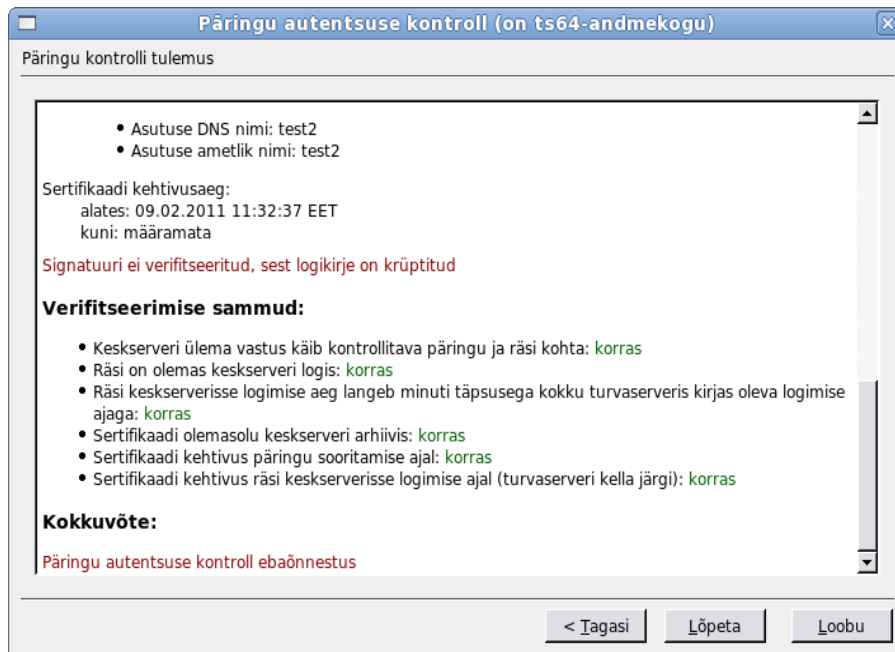 Päringu autentsuse kontroll (on ts64-andmekogu)
Päringu kontrolli tulemus
• Asutuse DNS nimi: test2
• Asutuse ametlik nimi: test2
Sertifikaadi kehtivusaeg:
alates: 09.02.2011 11:32:37 EET
kuni: määramata
Signatuuri ei verifitseeritud, sest logikirje on krüptitud
Verifitseerimise sammud:
• Keskserveri ülema vastus käib kontrollitava päringu ja räsi kohta: korras
• Räsi on olemas keskserveri logis: korras
• Räsi keskserverisse logimise aeg langeb minuti täpsusega kokku turvaserveris kirjas oleva logimise
ajaga: korras
• Sertifikaadi olemasolu keskserveri arhiivis: korras
• Sertifikaadi kehtivus päringu sooritamise ajal: korras
• Sertifikaadi kehtivus räsi keskserverisse logimise ajal (turvaserveri kella järgi): korras
Kokkuvõte:
Päringu autentsuse kontroll ebaõnnestus
< Tagasi
Lõpeta
Loobu